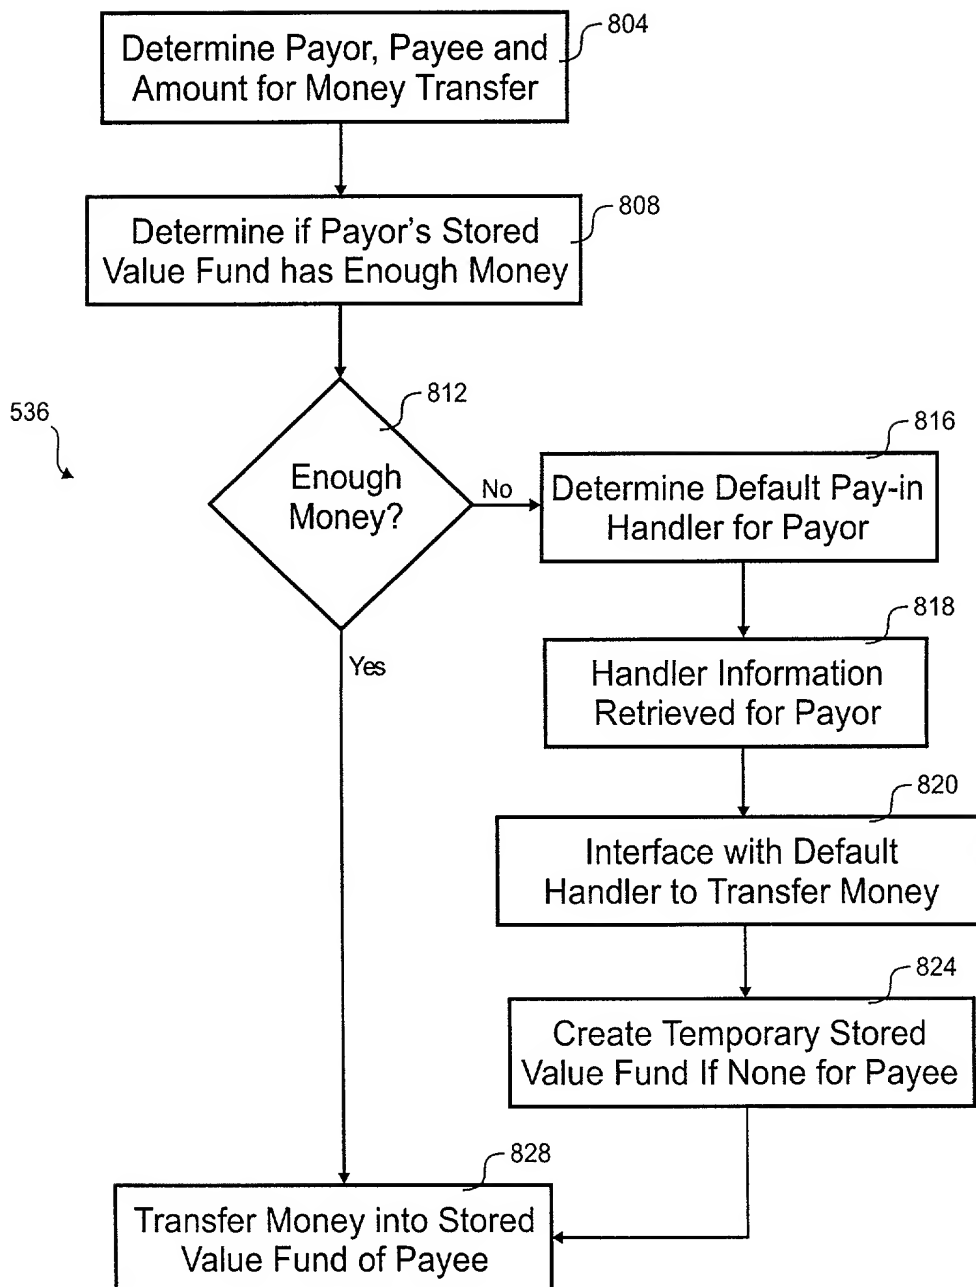 804
Determine Payor, Payee and
Amount for Money Transfer
808
Determine if Payor's Stored
Value Fund has Enough Money
812
536
Enough
Money?
No
816
Determine Default Pay-in
Handler for Payor
818
Yes
Handler Information
Retrieved for Payor
820
Interface with Default
Handler to Transfer Money
824
Create Temporary Stored
Value Fund If None for Payee
828
Transfer Money into Stored
Value Fund of Payee